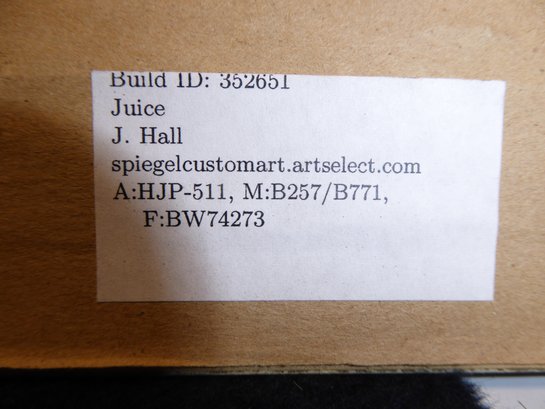 Build ID: 352651
Juice
J. Hall
spiegelcustomart.artselect.com
A:HJP-511, M:B257/B771,
F:BW74273